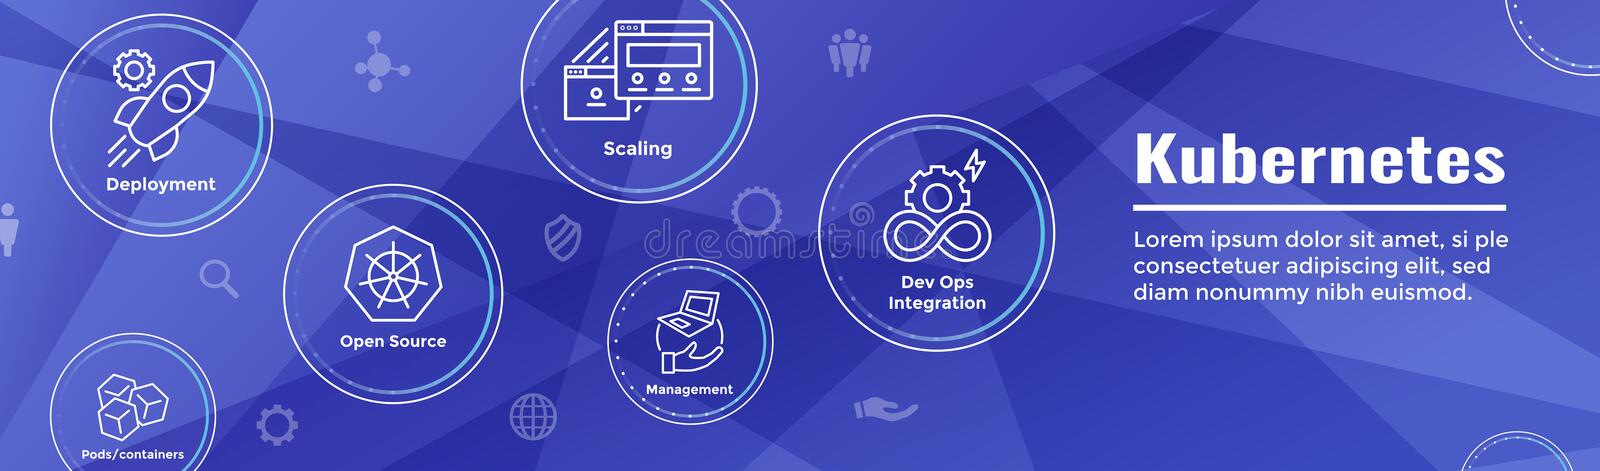 Deployment
Scaling
Open Source
Dev Ops
Integration
Management
Pods/containers
Kubernetes
Lorem ipsum dolor sit amet, si ple
consectetuer adipiscing elit, sed
diam nonummy nibh euismod.
dreamstime